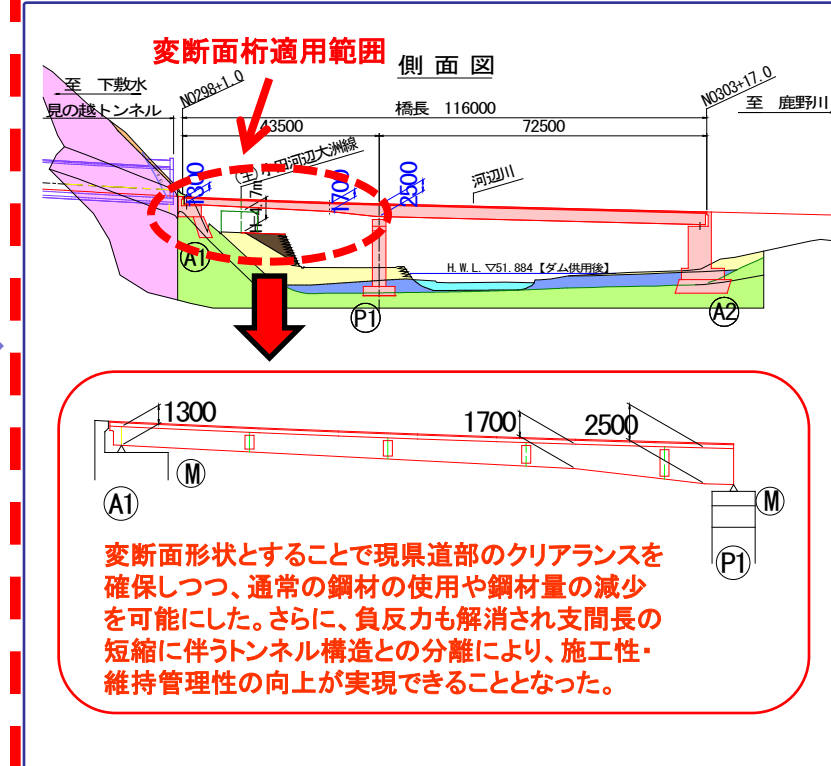 変断面桁適用範囲
側面図
至 下敷水
見の越トンネル
NO298+1.0
NO303+17.0
至 鹿野川
橋長 116000
43500
72500
(主)小田河辺大洲線
河辺川
1300
1700
2500
H.W.L. ▽51.884【ダム供用後】
A1
P1
A2
1300
1700
2500
A1
M
M
P1
変断面形状とすることで現県道部のクリアランスを
確保しつつ、通常の鋼材の使用や鋼材量の減少
を可能にした。さらに、負反力も解消され支間長の
短縮に伴うトンネル構造との分離により、施工性・
維持管理性の向上が実現できることとなった。